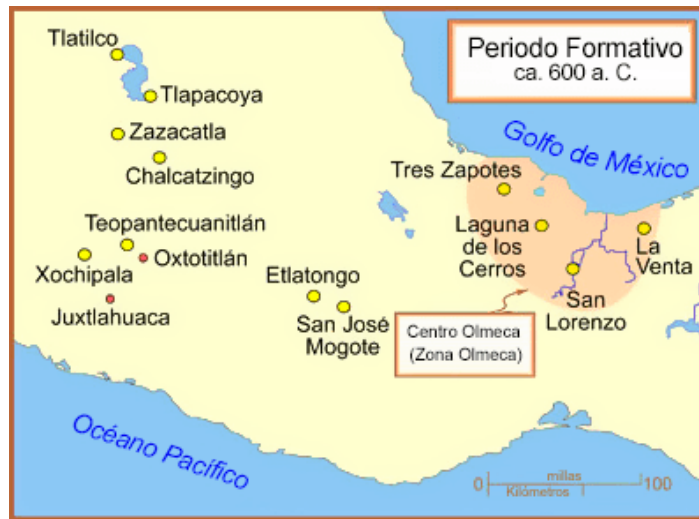 Periodo Formativo
ca. 600 a. C.
Tlatilco
Tlapacoya
Zazacatla
Chalcatzingo
Golfo de México
Tres Zapotes
Laguna
de los
Cerros
La
Venta
San
Lorenzo
Teopantecuanitlán
Oxtotitlán
Xochipala
Juxtlahuaca
Etlatongo
San José
Mogote
Centro Olmeca
(Zona Olmeca)
Océano Pacífico
0 millas 100
Kilómetros